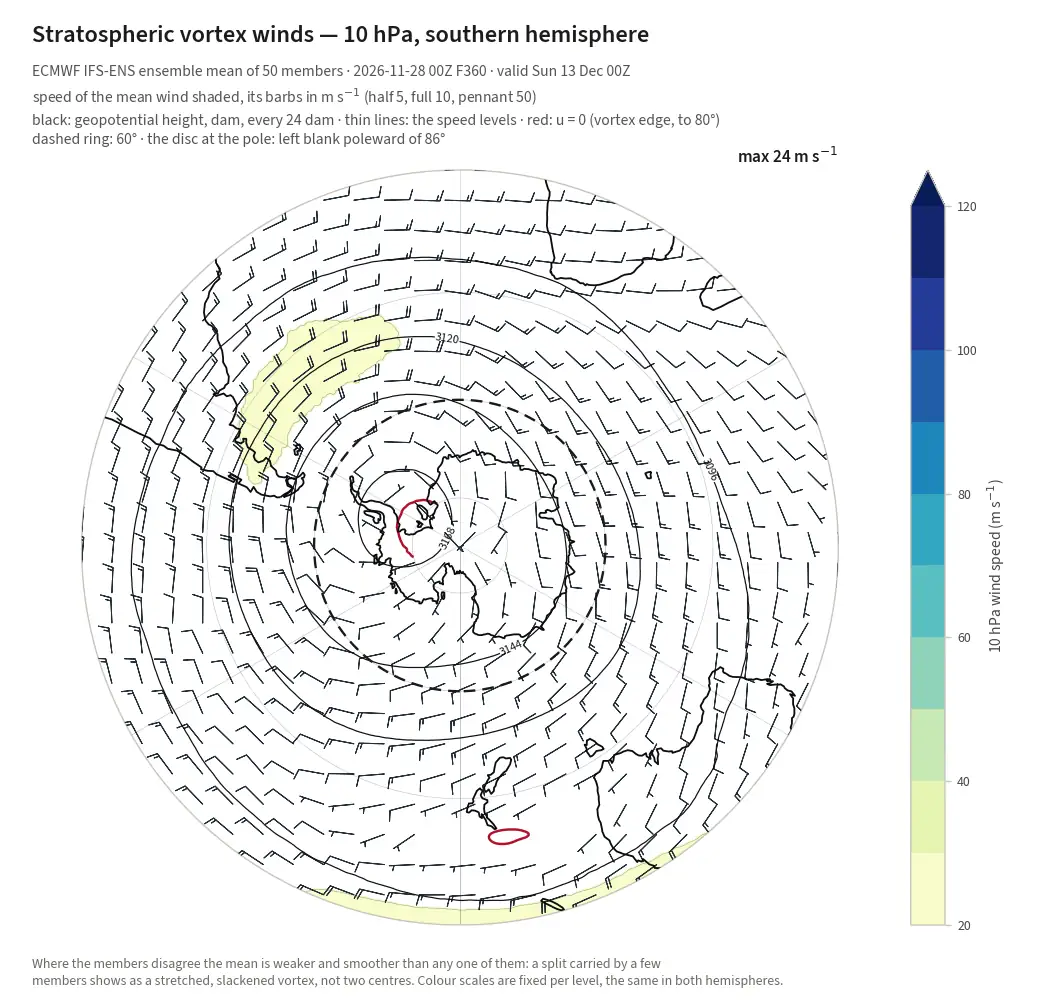 Stratospheric vortex winds — 10 hPa, southern hemisphere
ECMWF IFS-ENS ensemble mean of 50 members · 2026-11-28 00Z F360 · valid Sun 13 Dec 00Z
speed of the mean wind shaded, its barbs in m s⁻¹ (half 5, full 10, pennant 50)
black: geopotential height, dam, every 24 dam · thin lines: the speed levels · red: u = 0 (vortex edge, to 80°)
dashed ring: 60° · the disc at the pole: left blank poleward of 86°
max 24 m s⁻¹
120
100
80
60
40
20
10 hPa wind speed (m s⁻¹)
3120
3096
3168
3144
Where the members disagree the mean is weaker and smoother than any one of them: a split carried by a few
members shows as a stretched, slackened vortex, not two centres. Colour scales are fixed per level, the same in both hemispheres.